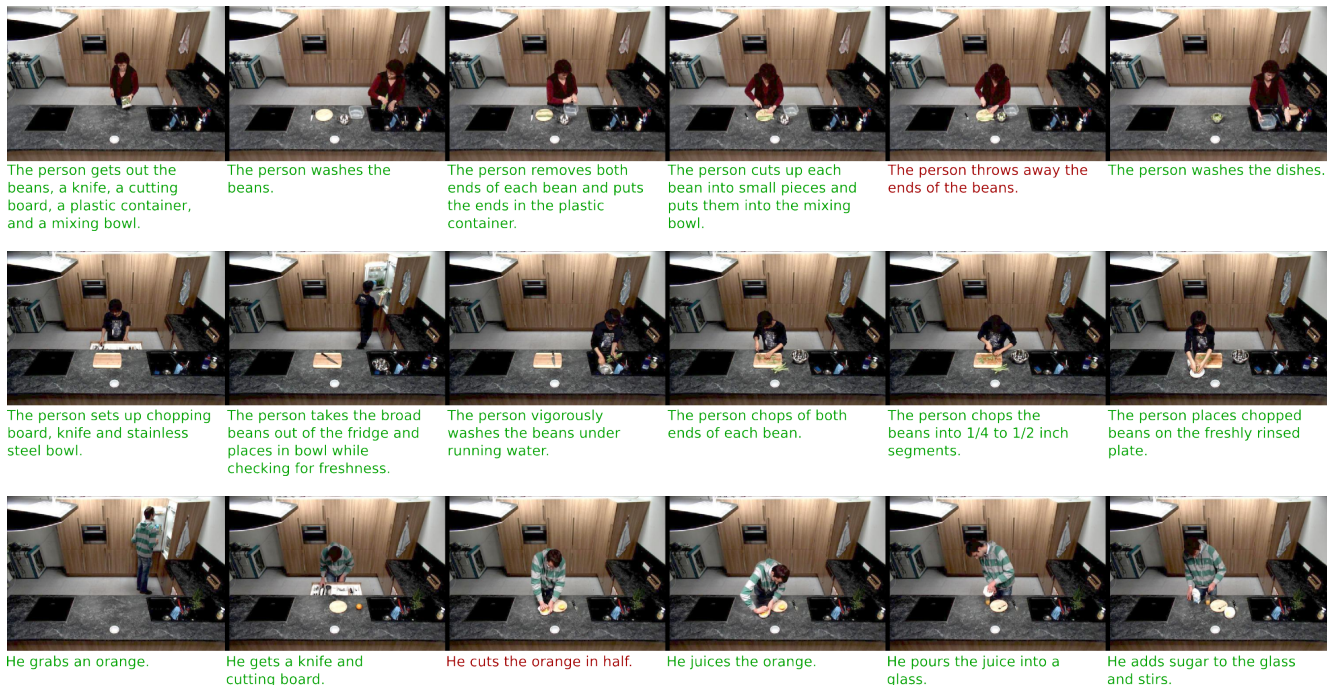 The person gets out the
beans, a knife, a cutting
board, a plastic container,
and a mixing bowl.
The person washes the
beans.
The person removes both
ends of each bean and puts
the ends in the plastic
container.
The person cuts up each
bean into small pieces and
puts them into the mixing
bowl.
The person throws away the
ends of the beans.
The person washes the dishes.
The person sets up chopping
board, knife and stainless
steel bowl.
The person takes the broad
beans out of the fridge and
places in bowl while
checking for freshness.
The person vigorously
washes the beans under
running water.
The person chops of both
ends of each bean.
The person chops the
beans into 1/4 to 1/2 inch
segments.
The person places chopped
beans on the freshly rinsed
plate.
He grabs an orange.
He gets a knife and
cutting board.
He cuts the orange in half.
He juices the orange.
He pours the juice into a
glass.
He adds sugar to the glass
and stirs.